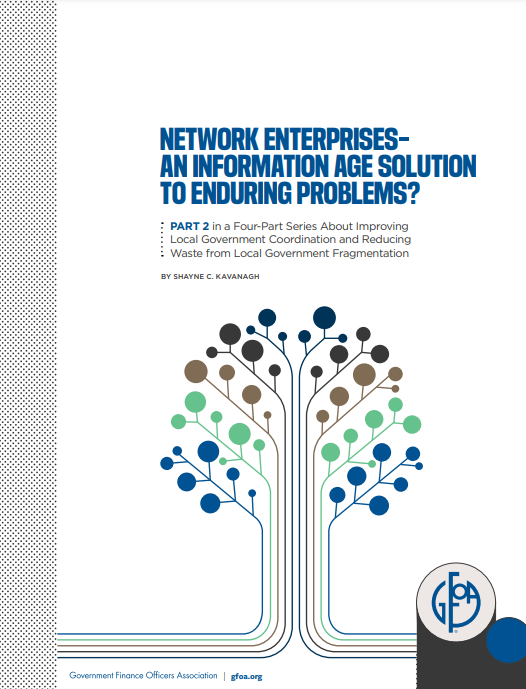 NETWORK ENTERPRISES–
AN INFORMATION AGE SOLUTION
TO ENDURING PROBLEMS?
PART 2 in a Four-Part Series About Improving
Local Government Coordination and Reducing
Waste from Local Government Fragmentation
BY SHAYNE C. KAVANAGH
GFOA
®
Government Finance Officers Association | gfoa.org